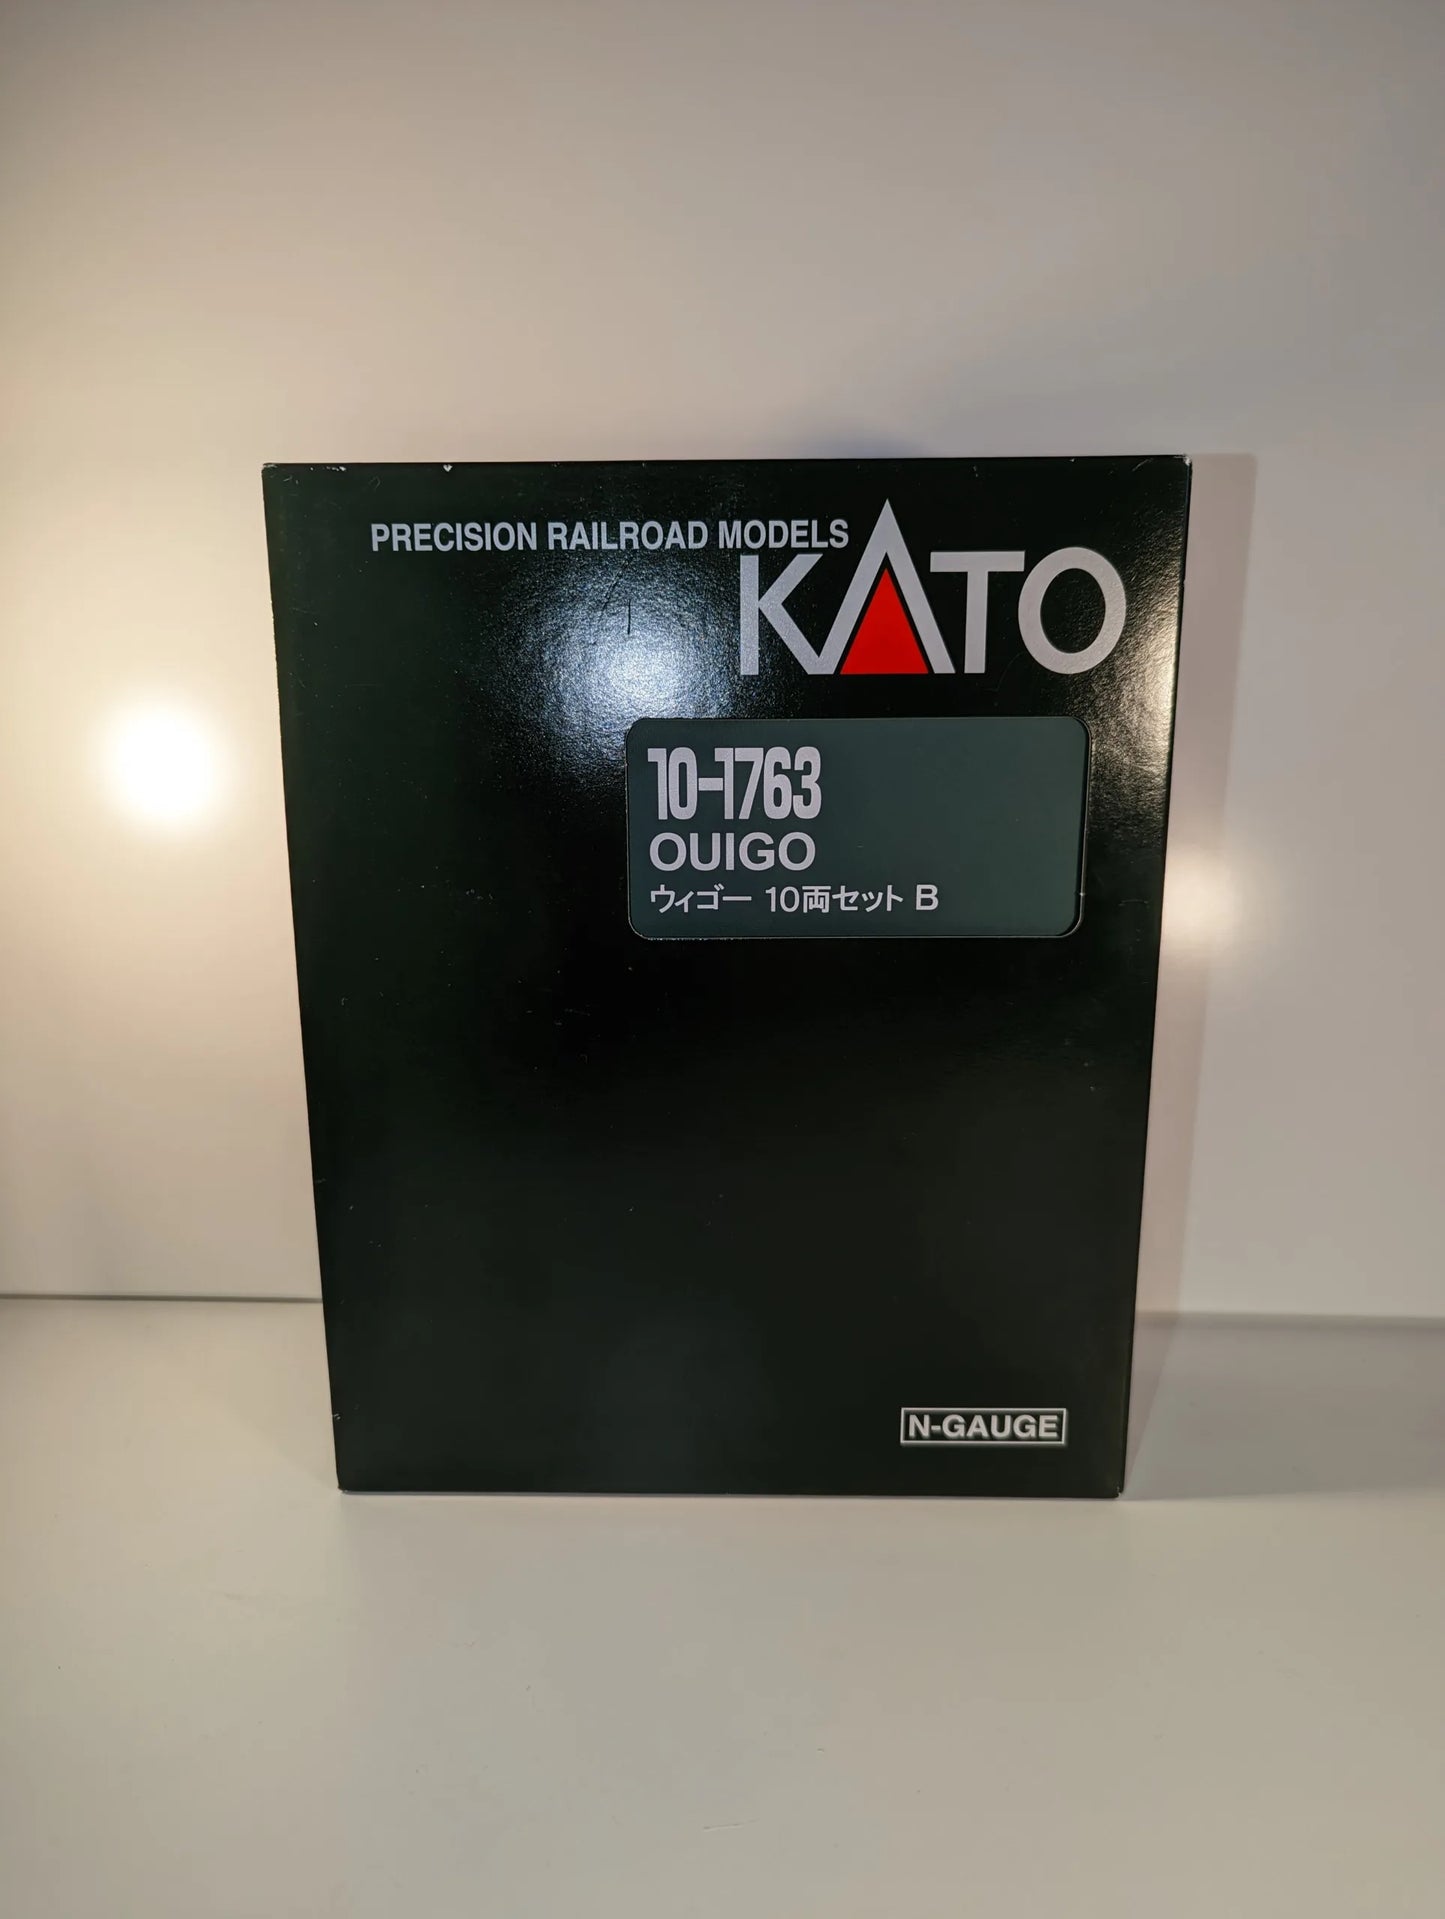 PRECISION RAILROAD MODELS
KATO
10-1763
OUIGO
ウィゴー 10両セット B
N-GAUGE